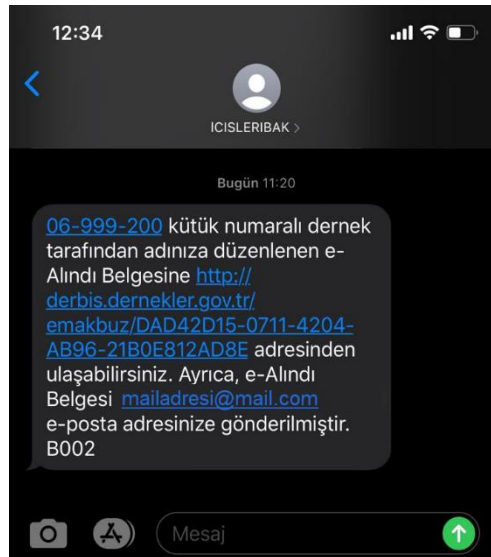 12:34
ICISLERIBAK >
Bugün 11:20
06-999-200 kütük numaralı dernek
tarafından adınıza düzenlenen e-
Alındı Belgesine http://
derbis.dernekler.gov.tr/
emakbuz/DAD42D15-0711-4204-
AB96-21B0E812AD8E adresinden
ulaşabilirsiniz. Ayrıca, e-Alındı
Belgesi mailadresi@mail.com
e-posta adresinize gönderilmiştir.
B002
Mesaj